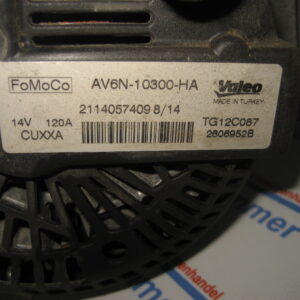 FoMoCo AV6N-10300-HA Valeo
MADE IN TURKEY
2114057409 8/14
14V 120A TG12C067
CUXXA 2606952B